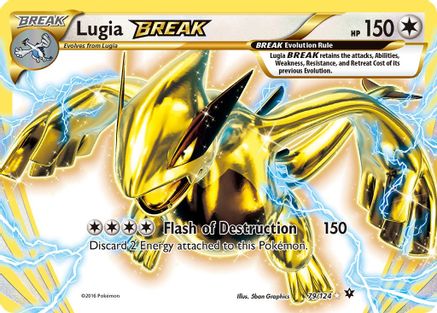 BREAK
Lugia BREAK
HP 150
Evolves from Lugia
BREAK Evolution Rule
Lugia BREAK retains the attacks, Abilities,
Weakness, Resistance, and Retreat Cost of its
previous Evolution.
Flash of Destruction 150
Discard 2 Energy attached to this Pokémon.
©2016 Pokémon
Illus. 5ban Graphics
79/124